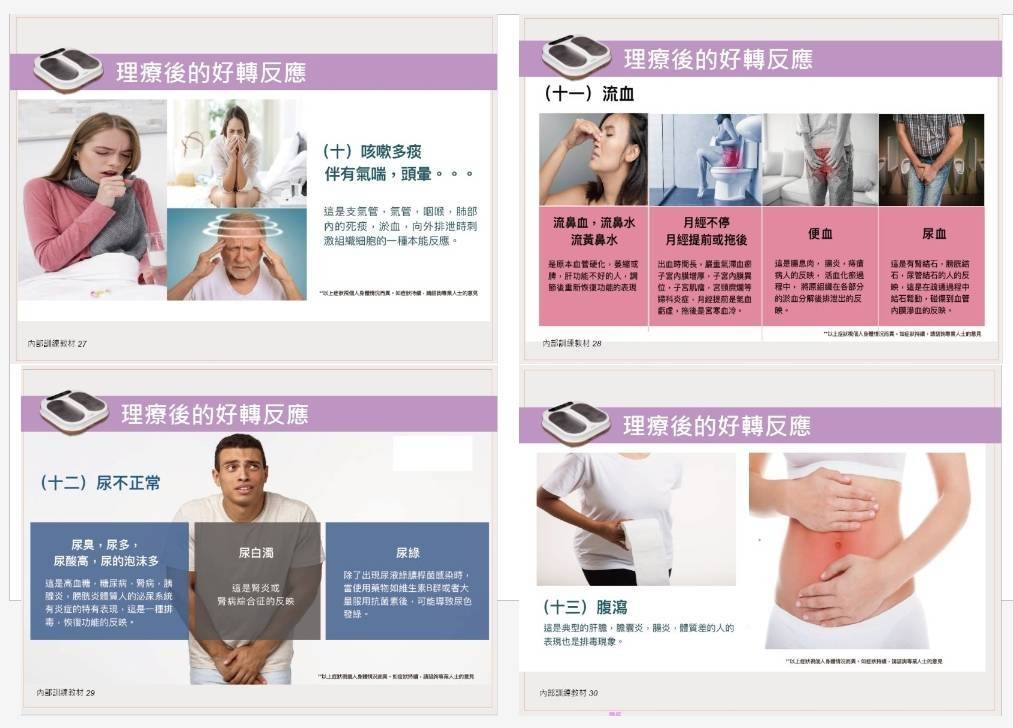 理療後的好轉反應
（十）咳嗽多痰
伴有氣喘，頭暈。。。
這是支氣管、氣管，咽喉，肺部
內的死痰，淤血，向外排泄時刺
激組織細胞的一種本能反應。
**以上症狀視個人身體情況而異，如症狀持續，請諮詢專業人士的意見
內部訓練教材 27
理療後的好轉反應
（十一）流血
流鼻血，流鼻水
流黃鼻水
是原本血管硬化，萎縮或
脾，肝功能不好的人，調
節後重新恢復功能的表現
月經不停
月經提前或拖後
出血時間長，嚴重氣滯血瘀
子宮內膜增厚，子宮內膜異
位，子宮肌瘤，宮頸糜爛等
婦科炎症，月經提前是氣血
虧虛，拖後是宮寒血冷。
便血
這是腸息肉， 腸炎，痔瘡
病人的反映， 活血化瘀過
程中， 將原組織在各部分
的淤血分解後排泄出的反
映。
尿血
這是有腎結石，膀胱結
石，尿管結石的人的反
映，這是在疏通過程中
結石鬆動，碰傷到血管
內膜滲血的反映。
**以上症狀視個人身體情況而異，如症狀持續，請諮詢專業人士的意見
內部訓練教材 28
理療後的好轉反應
（十二）尿不正常
尿臭，尿多，
尿酸高，尿的泡沫多
這是高血糖，糖尿病，腎病，胰
腺炎，膀胱炎體質人的泌尿系統
有炎症的特有表現，這是一種排
毒，恢復功能的反映。
尿白濁
這是腎炎或
腎病綜合征的反映
尿綠
除了出現尿液綠膿桿菌感染時，
當使用藥物如維生素B群或者大
量服用抗菌素後，可能導致尿色
發綠。
**以上症狀視個人身體情況而異，如症狀持續，請諮詢專業人士的意見
內部訓練教材 29
理療後的好轉反應
（十三）腹瀉
這是典型的肝膽，膽囊炎，腸炎，體質差的人的
表現也是排毒現象。
**以上症狀視個人身體情況而異，如症狀持續，請諮詢專業人士的意見
內部訓練教材 30